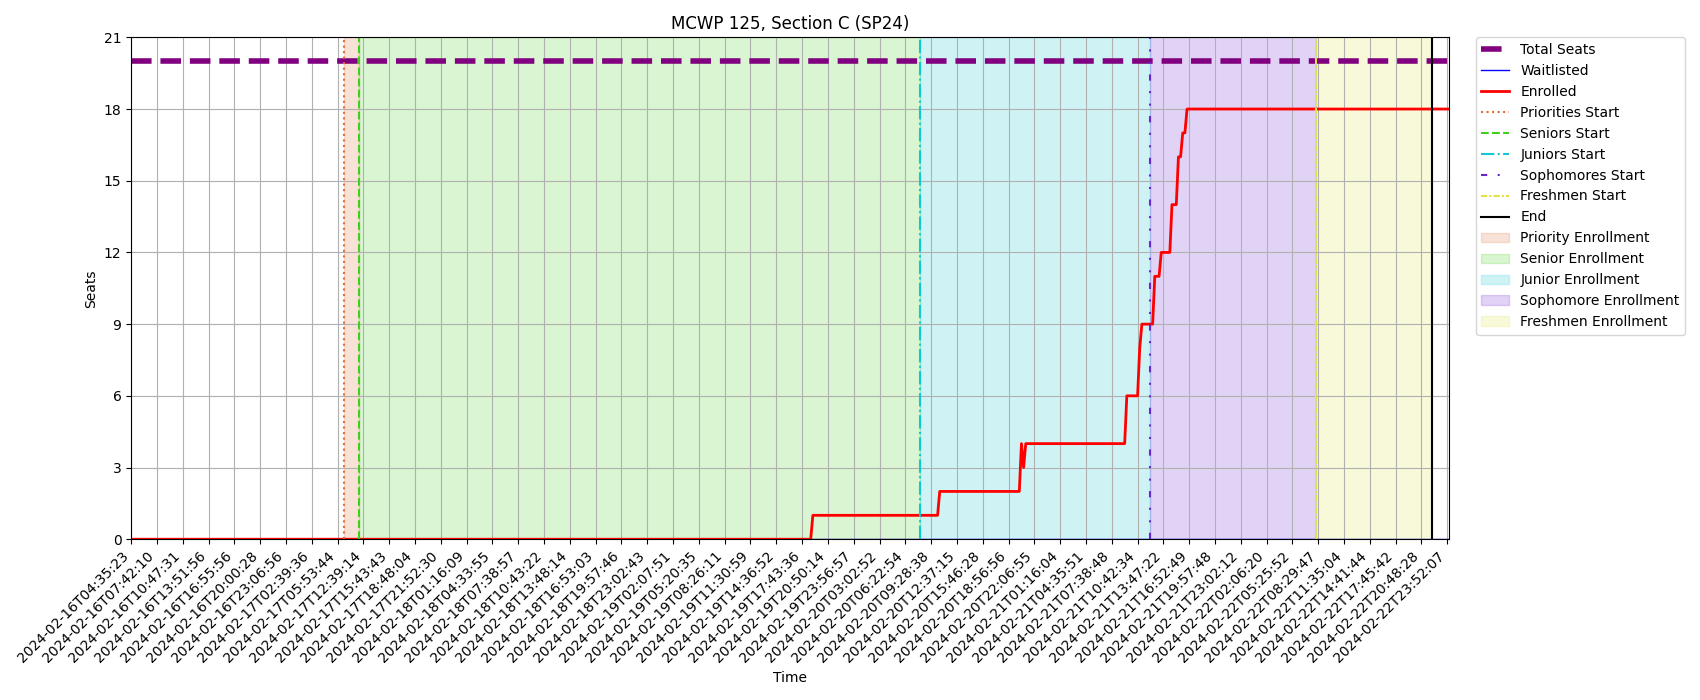 MCWP 125, Section C (SP24)
21
18
15
12
9
6
3
0
Seats
2024-02-16T04:35:23
2024-02-16T07:42:10
2024-02-16T10:47:31
2024-02-16T13:51:56
2024-02-16T16:55:56
2024-02-16T20:00:28
2024-02-16T23:06:56
2024-02-17T02:39:36
2024-02-17T05:53:44
2024-02-17T12:39:14
2024-02-17T15:43:43
2024-02-17T18:48:04
2024-02-17T21:52:30
2024-02-18T01:16:09
2024-02-18T04:33:55
2024-02-18T07:38:57
2024-02-18T10:43:22
2024-02-18T13:48:14
2024-02-18T16:53:03
2024-02-18T19:57:46
2024-02-18T23:02:43
2024-02-19T02:07:51
2024-02-19T05:20:35
2024-02-19T08:26:11
2024-02-19T11:30:59
2024-02-19T14:36:52
2024-02-19T17:43:36
2024-02-19T20:50:14
2024-02-19T23:56:57
2024-02-20T03:02:52
2024-02-20T06:22:54
2024-02-20T09:28:38
2024-02-20T12:37:15
2024-02-20T15:46:28
2024-02-20T18:56:56
2024-02-20T22:06:55
2024-02-21T01:16:04
2024-02-21T04:35:51
2024-02-21T07:38:48
2024-02-21T10:42:34
2024-02-21T13:47:22
2024-02-21T16:52:49
2024-02-21T19:57:48
2024-02-21T23:02:12
2024-02-22T02:06:20
2024-02-22T05:25:52
2024-02-22T08:29:47
2024-02-22T11:35:04
2024-02-22T14:41:44
2024-02-22T17:45:42
2024-02-22T20:48:28
2024-02-22T23:52:07
Time
Total Seats
Waitlisted
Enrolled
Priorities Start
Seniors Start
Juniors Start
Sophomores Start
Freshmen Start
End
Priority Enrollment
Senior Enrollment
Junior Enrollment
Sophomore Enrollment
Freshmen Enrollment